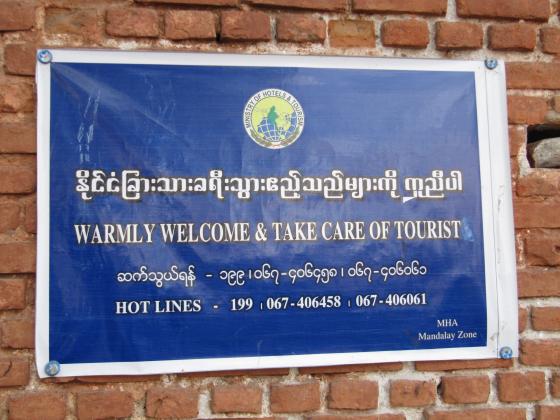 MINISTRY OF HOTELS & TOURISM
နိုင်ငံခြားသားခရီးသွားဧည့်သည်များကို ကူညီပါ
WARMLY WELCOME & TAKE CARE OF TOURIST
ဆက်သွယ်ရန် - ၁၉၉ ၊ ၀၆၇-၄၀၆၄၅၈ ၊ ၀၆၇-၄၀၆၀၆၁
HOT LINES - 199 ၊ 067-406458 ၊ 067-406061
MHA
Mandalay Zone